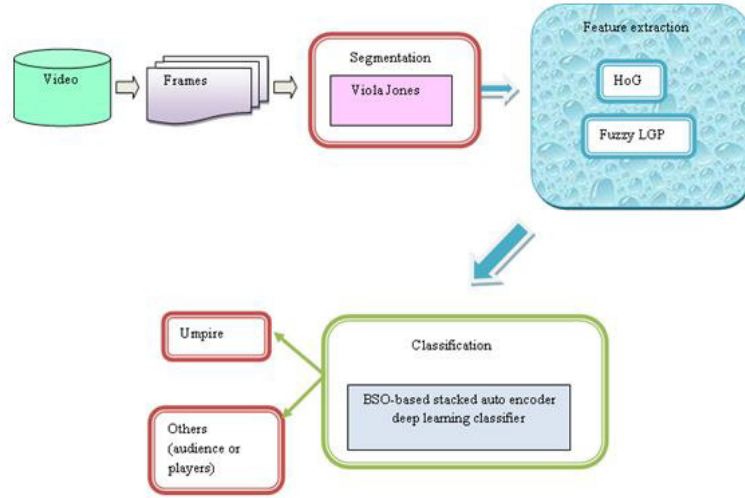 Video
Frames
Segmentation
Viola Jones
Feature extraction
HoG
Fuzzy LGP
Umpire
Others
(audience or
players)
Classification
BSO-based stacked auto encoder
deep learning classifier